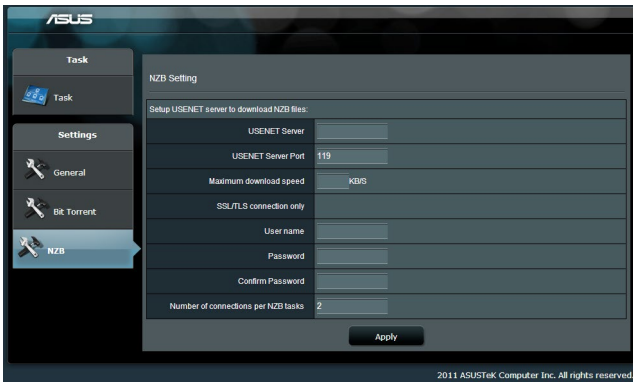 ASUS
Task
Task
Settings
General
Bit Torrent
NZB
NZB Setting
Setup USENET server to download NZB files:
USENET Server
USENET Server Port 119
Maximum download speed KB/S
SSL/TLS connection only
User name
Password
Confirm Password
Number of connections per NZB tasks 2
Apply
2011 ASUSTeK Computer Inc. All rights reserved.